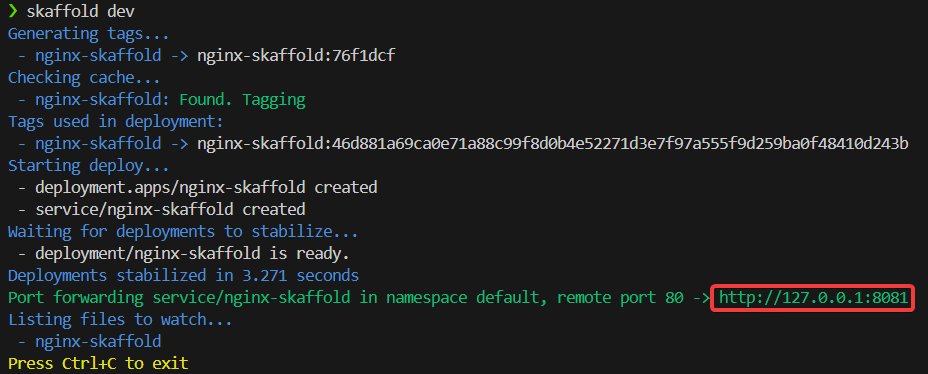 ❯ skaffold dev
Generating tags...
 - nginx-skaffold -> nginx-skaffold:76f1dcf
Checking cache...
 - nginx-skaffold: Found. Tagging
Tags used in deployment:
 - nginx-skaffold -> nginx-skaffold:46d881a69ca0e71a88c99f8d0b4e52271d3e7f97a555f9d259ba0f48410d243b
Starting deploy...
 - deployment.apps/nginx-skaffold created
 - service/nginx-skaffold created
Waiting for deployments to stabilize...
 - deployment/nginx-skaffold is ready.
Deployments stabilized in 3.271 seconds
Port forwarding service/nginx-skaffold in namespace default, remote port 80 -> http://127.0.0.1:8081
Listing files to watch...
 - nginx-skaffold
Press Ctrl+C to exit